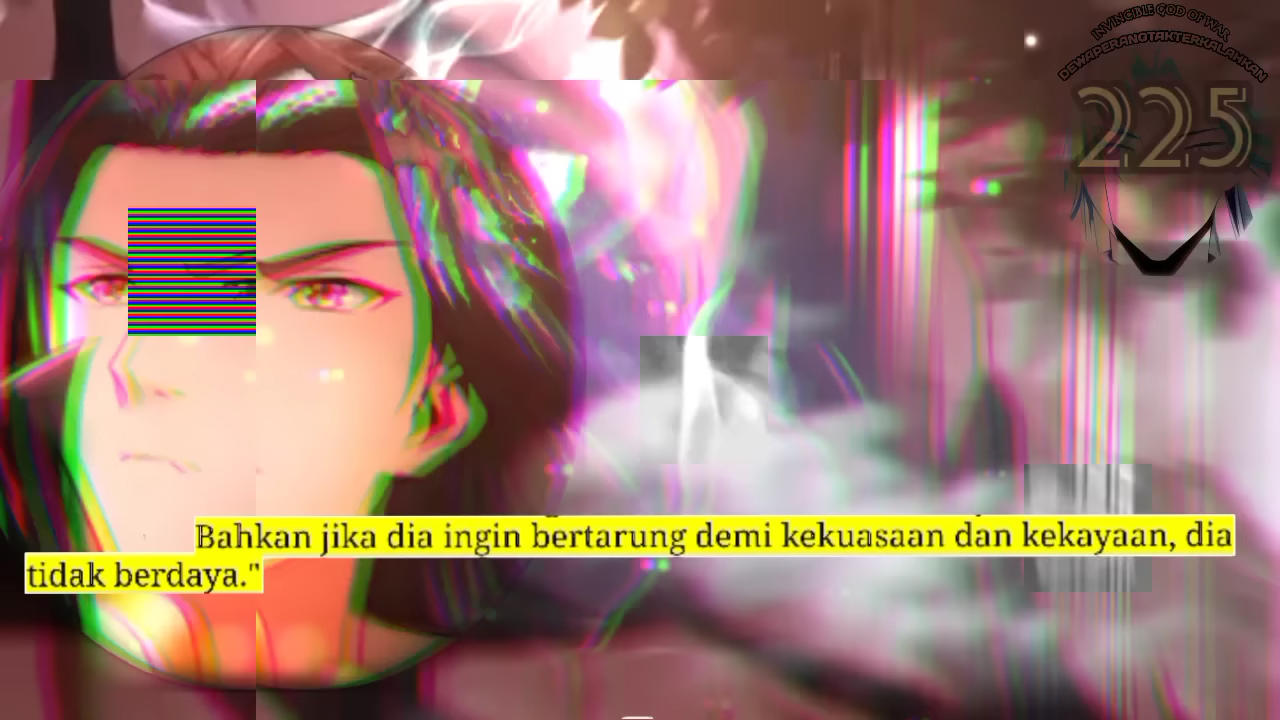 INVINCIBLE GOD OF WAR
DEWAPERANGTAKTERKALAHKAN
225
Bahkan jika dia ingin bertarung demi kekuasaan dan kekayaan, dia
tidak berdaya."